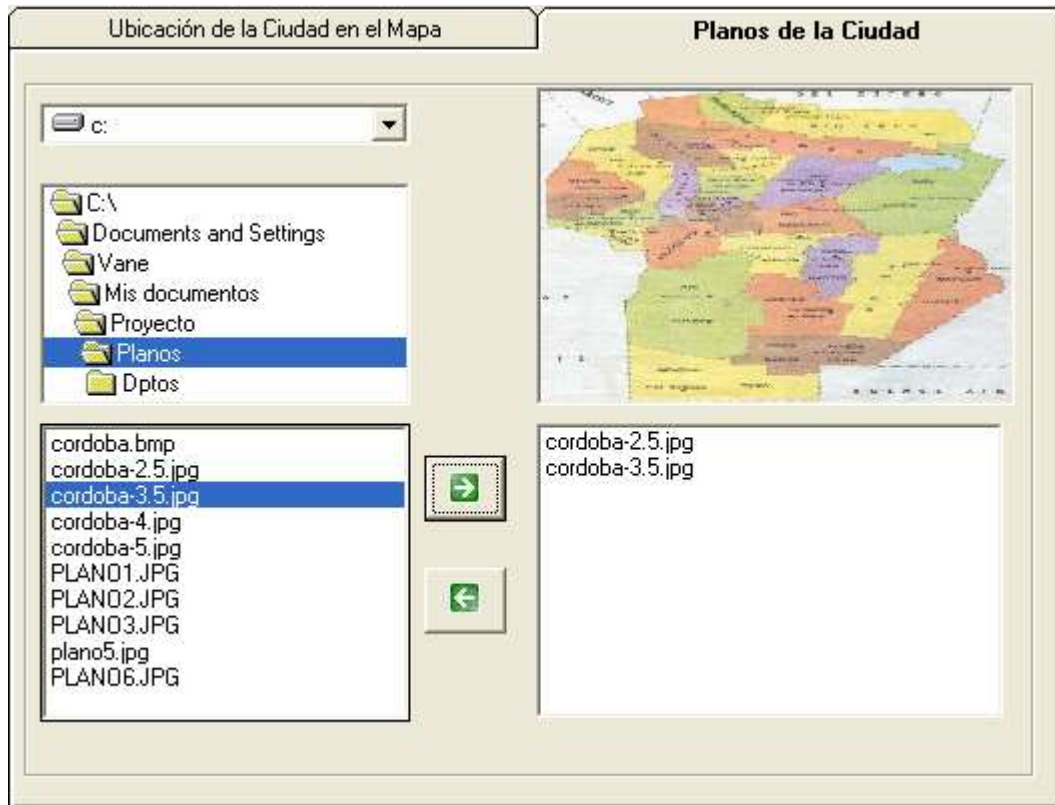 Ubicación de la Ciudad en el Mapa
Planos de la Ciudad
c:
C:\
Documents and Settings
Vane
Mis documentos
Proyecto
Planos
Dptos
cordoba.bmp
cordoba-2.5.jpg
cordoba-3.5.jpg
cordoba-4.jpg
cordoba-5.jpg
PLANO1.JPG
PLANO2.JPG
PLANO3.JPG
plano5.jpg
PLANO6.JPG
cordoba-2.5.jpg
cordoba-3.5.jpg